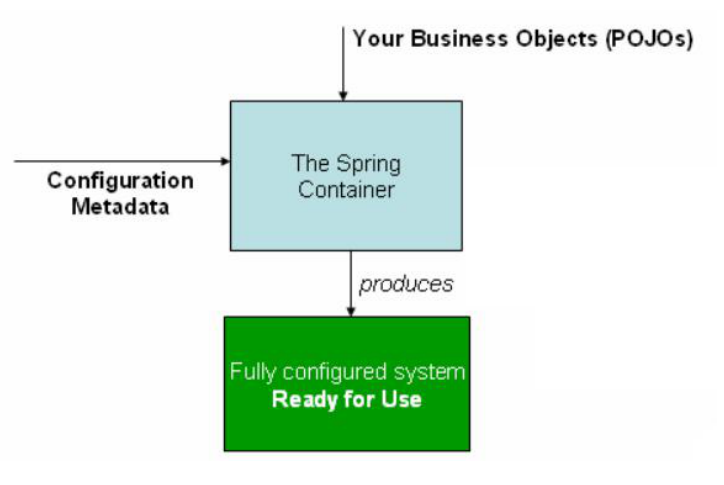 Your Business Objects (POJOs)
The Spring
Container
Configuration
Metadata
produces
Fully configured system
Ready for Use